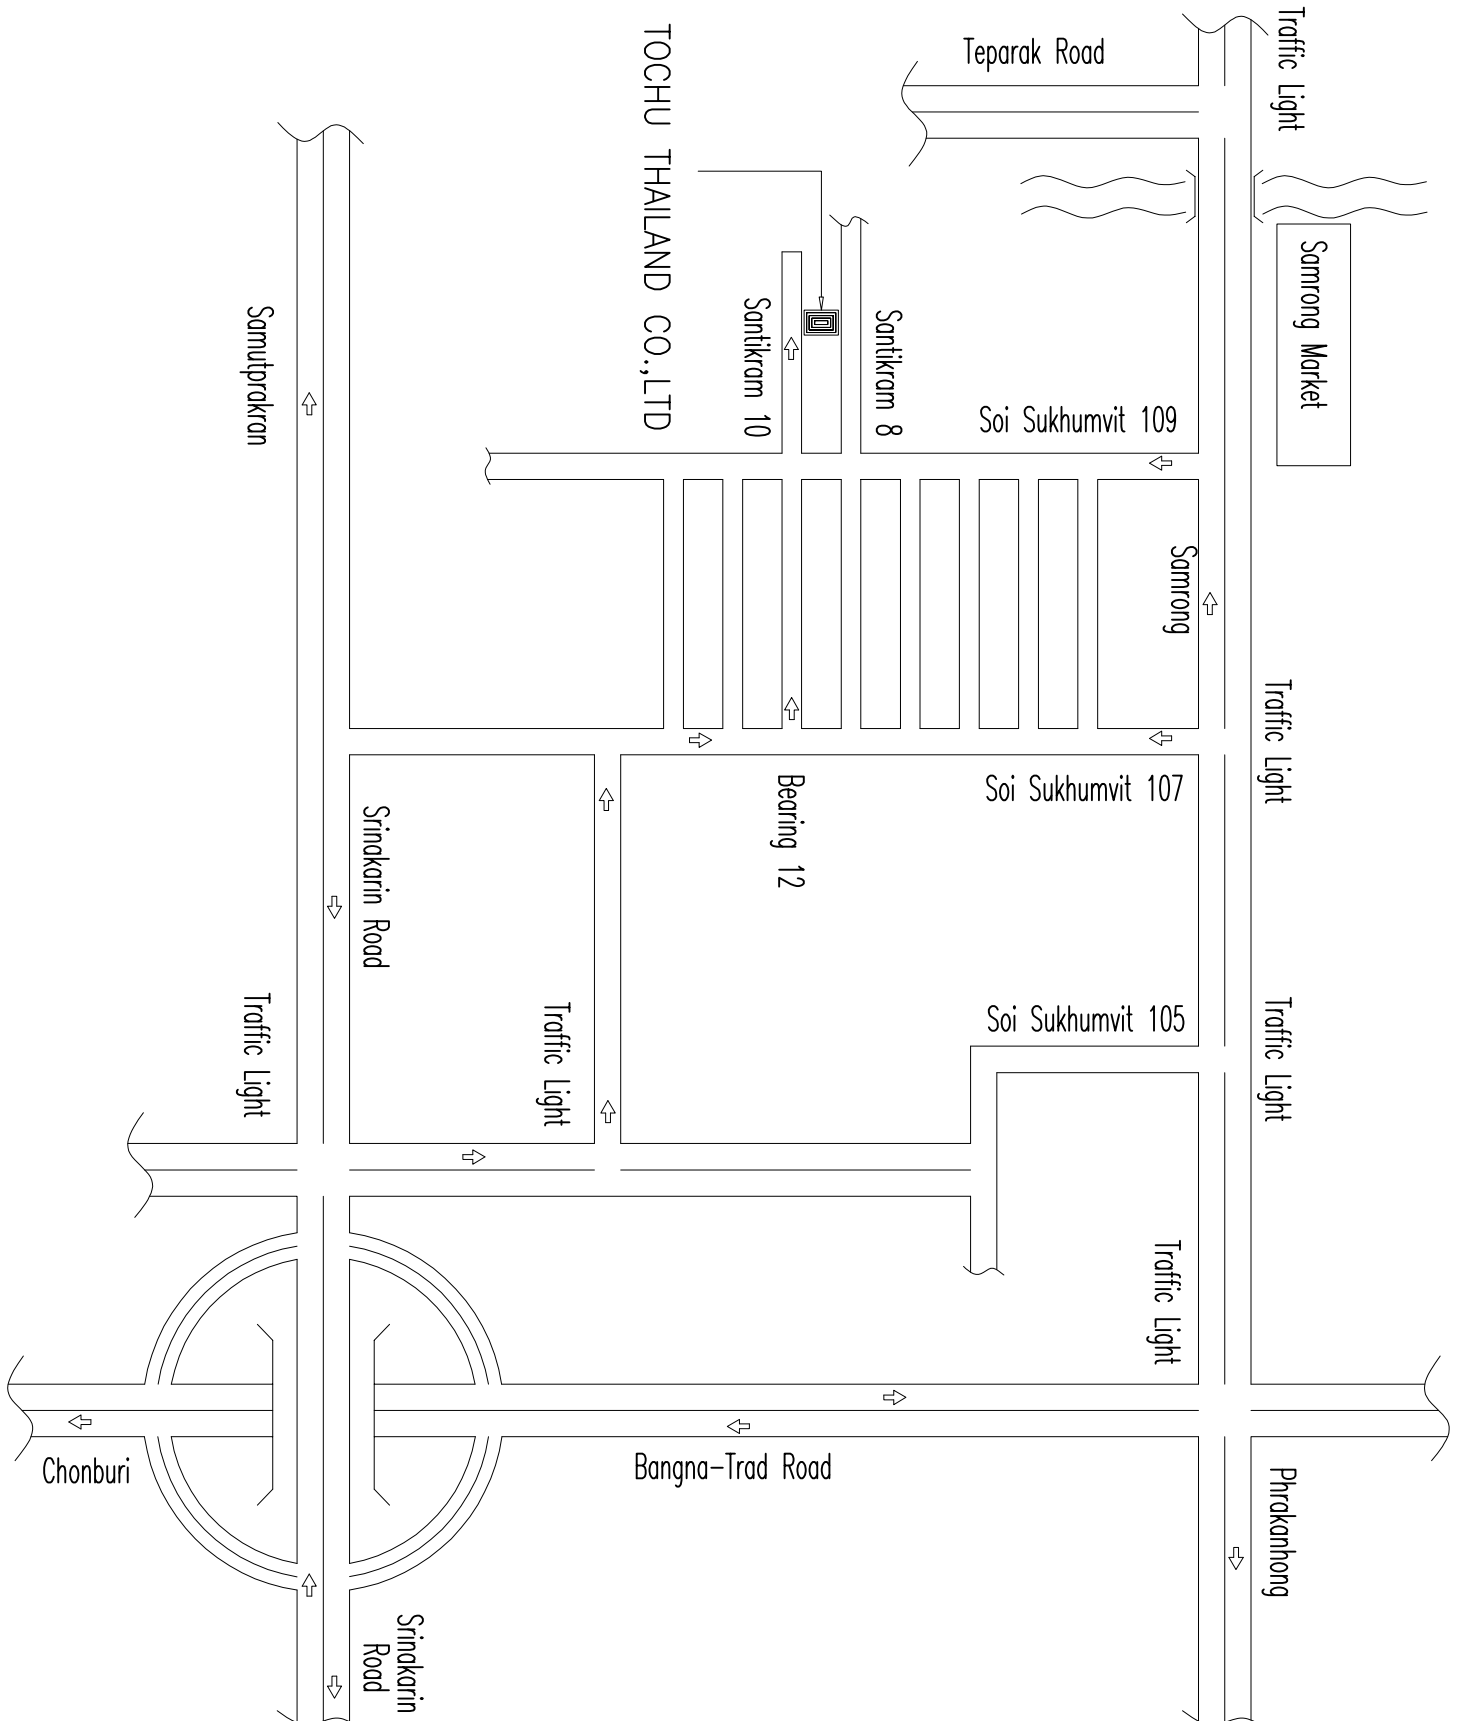 Traffic Light
Teparak Road
TOCHU THAILAND CO.,LTD
Samrong Market
Samutprakran
Santikram 10
Santikram 8
Soi Sukhumvit 109
Samrong
Traffic Light
Soi Sukhumvit 107
Bearing 12
Srinakarin Road
Traffic Light
Traffic Light
Soi Sukhumvit 105
Traffic Light
Traffic Light
Chonburi
Bangna-Trad Road
Phrakanhong
Srinakarin
Road